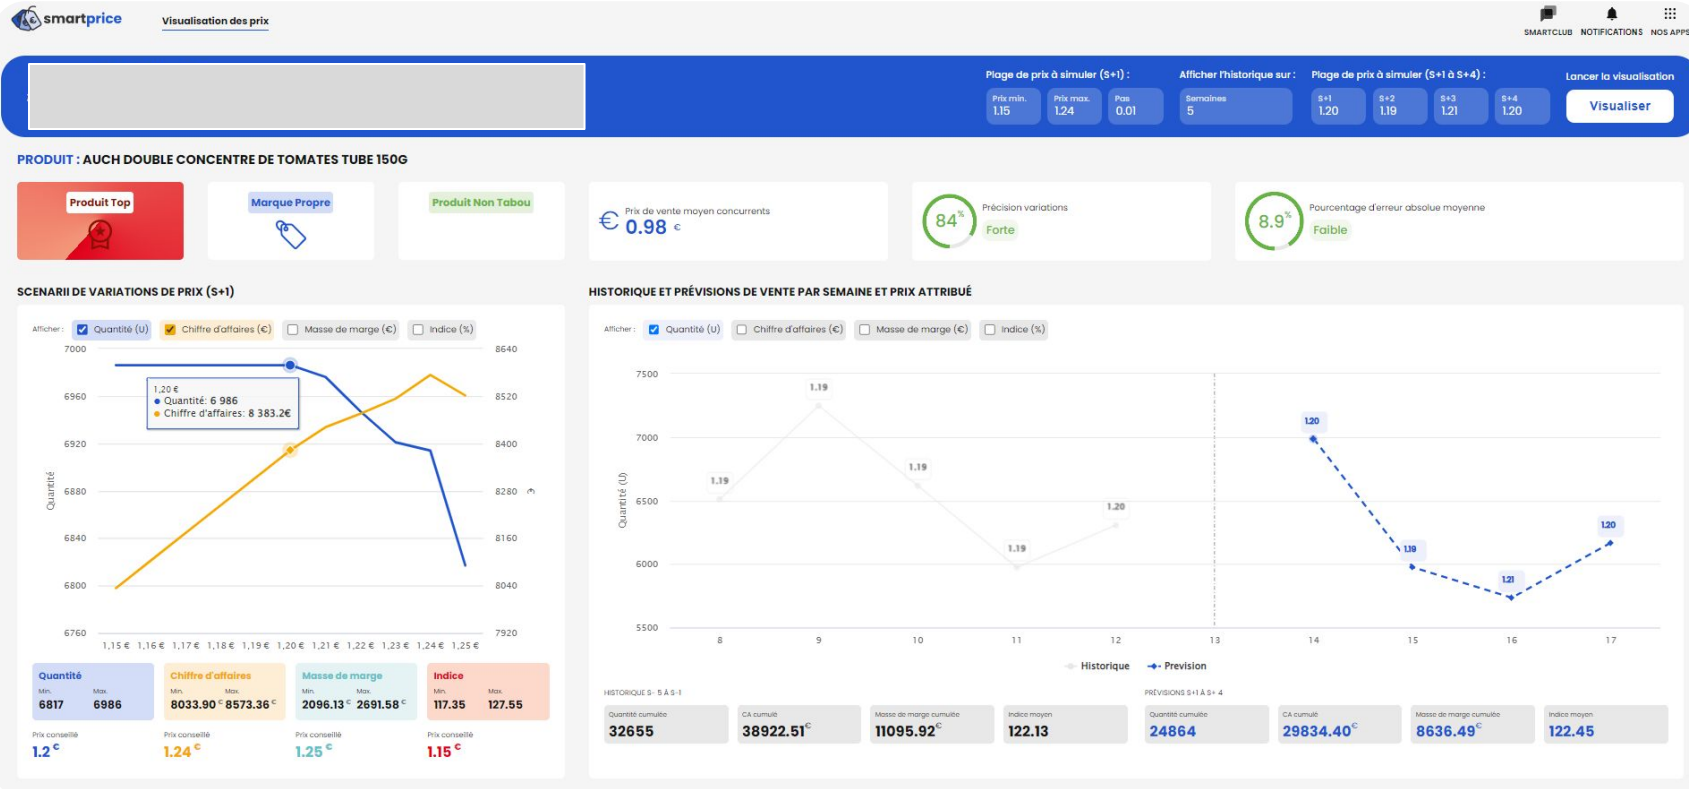 smartprice
Visualisation des prix
SMARTCLUB NOTIFICATIONS NOS APPS
Plage de prix à simuler (S+1) : Afficher l'historique sur : Plage de prix à simuler (S+1 à S+4) : Lancer la visualisation
Prix min. Prix max. Pas Semaines S+1 S+2 S+3 S+4
1.15 1.24 0.01 5 1.20 1.19 1.21 1.20
Visualiser
PRODUIT : AUCH DOUBLE CONCENTRE DE TOMATES TUBE 150G
Produit Top
Marque Propre
Produit Non Tabou
€ Prix de vente moyen concurrents
0.98 €
84% Précision variations
Forte
8.9% Pourcentage d'erreur absolue moyenne
Faible
SCENARII DE VARIATIONS DE PRIX (S+1)
Afficher : Quantité (U) Chiffre d'affaires (€) Masse de marge (€) Indice (%)
7000 8640
6960 8520
6920 8400
6880 8280
6840 8160
6800 8040
6760 7920
Quantité
€
1,20 €
Quantité: 6 986
Chiffre d'affaires: 8 383.2€
1,15 € 1,16 € 1,17 € 1,18 € 1,19 € 1,20 € 1,21 € 1,22 € 1,23 € 1,24 € 1,25 €
Quantité
Min. Max.
6817 6986
Prix conseillé
1.2 €
Chiffre d'affaires
Min. Max.
8033.90 € 8573.36 €
Prix conseillé
1.24 €
Masse de marge
Min. Max.
2096.13 € 2691.58 €
Prix conseillé
1.25 €
Indice
Min. Max.
117.35 127.55
Prix conseillé
1.15 €
HISTORIQUE ET PRÉVISIONS DE VENTE PAR SEMAINE ET PRIX ATTRIBUÉ
Afficher : Quantité (U) Chiffre d'affaires (€) Masse de marge (€) Indice (%)
7500
7000
6500
6000
5500
Quantité (U)
1.19
1.19
1.19
1.19
1.20
1.20
1.19
1.21
1.20
8 9 10 11 12 13 14 15 16 17
Historique Prevision
HISTORIQUE S- 5 À S-1
Quantité cumulée CA cumulé Masse de marge cumulée Indice moyen
32655 38922.51€ 11095.92€ 122.13
PRÉVISIONS S+1 À S+ 4
Quantité cumulée CA cumulé Masse de marge cumulée Indice moyen
24864 29834.40€ 8636.49€ 122.45